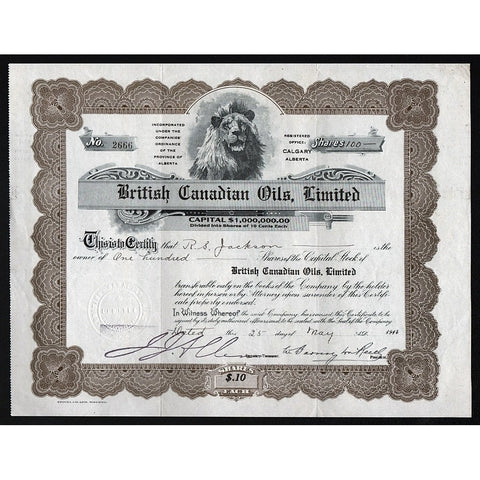 INCORPORATED
UNDER THE
COMPANIES'
ORDINANCE
OF THE
PROVINCE OF
ALBERTA
REGISTERED
OFFICE:
CALGARY
ALBERTA
No. 2666
Shares 100
British Canadian Oils, Limited
CAPITAL $1,000,000.00
Divided into Shares of 10 Cents Each
This is to Certify that R. S. Jackson is the
owner of One Hundred Shares of the Capital Stock of
British Canadian Oils, Limited
transferable only on the books of the Company by the holder
hereof in person or by Attorney upon surrender of this Certifi-
cate properly endorsed.
In Witness Whereof the said Company has caused this Certificate to be
signed by its duly authorized officers and to be sealed with the Seal of the Company
Dated this 25 day of May 191
Secretary-Treasurer
President
SHARES
$.10
EACH